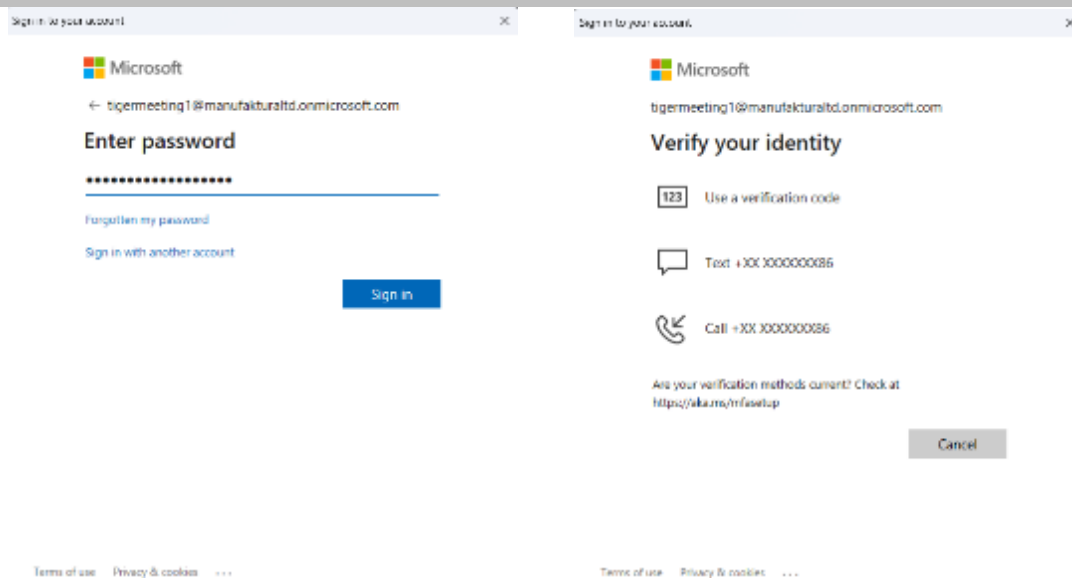 Sign in to your account
Microsoft
tigermeeting1@manufakturaltd.onmicrosoft.com
Enter password
••••••••••••••••••
Forgotten my password
Sign in with another account
Sign in
Terms of use Privacy & cookies ...
Sign in to your account
Microsoft
tigermeeting1@manufakturaltd.onmicrosoft.com
Verify your identity
123 Use a verification code
Text +XX XXXXXXXX86
Call +XX XXXXXXXX86
Are your verification methods current? Check at
https://aka.ms/mfasetup
Cancel
Terms of use Privacy & cookies ...